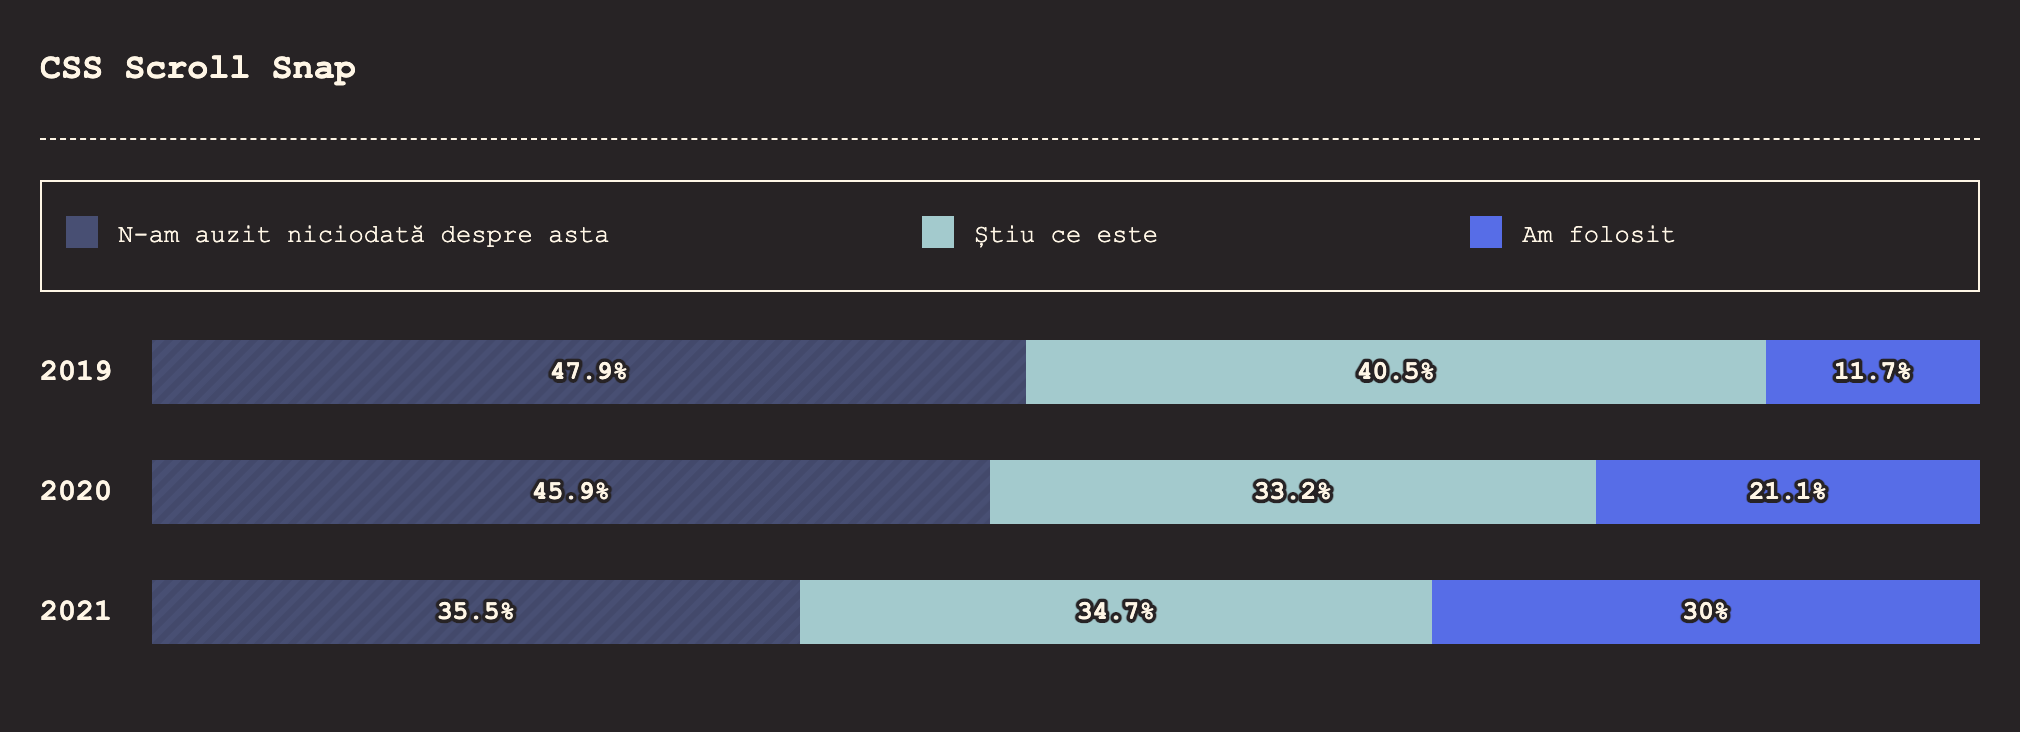 CSS Scroll Snap
N-am auzit niciodată despre asta Știu ce este Am folosit
2019 47.9% 40.5% 11.7%
2020 45.9% 33.2% 21.1%
2021 35.5% 34.7% 30%